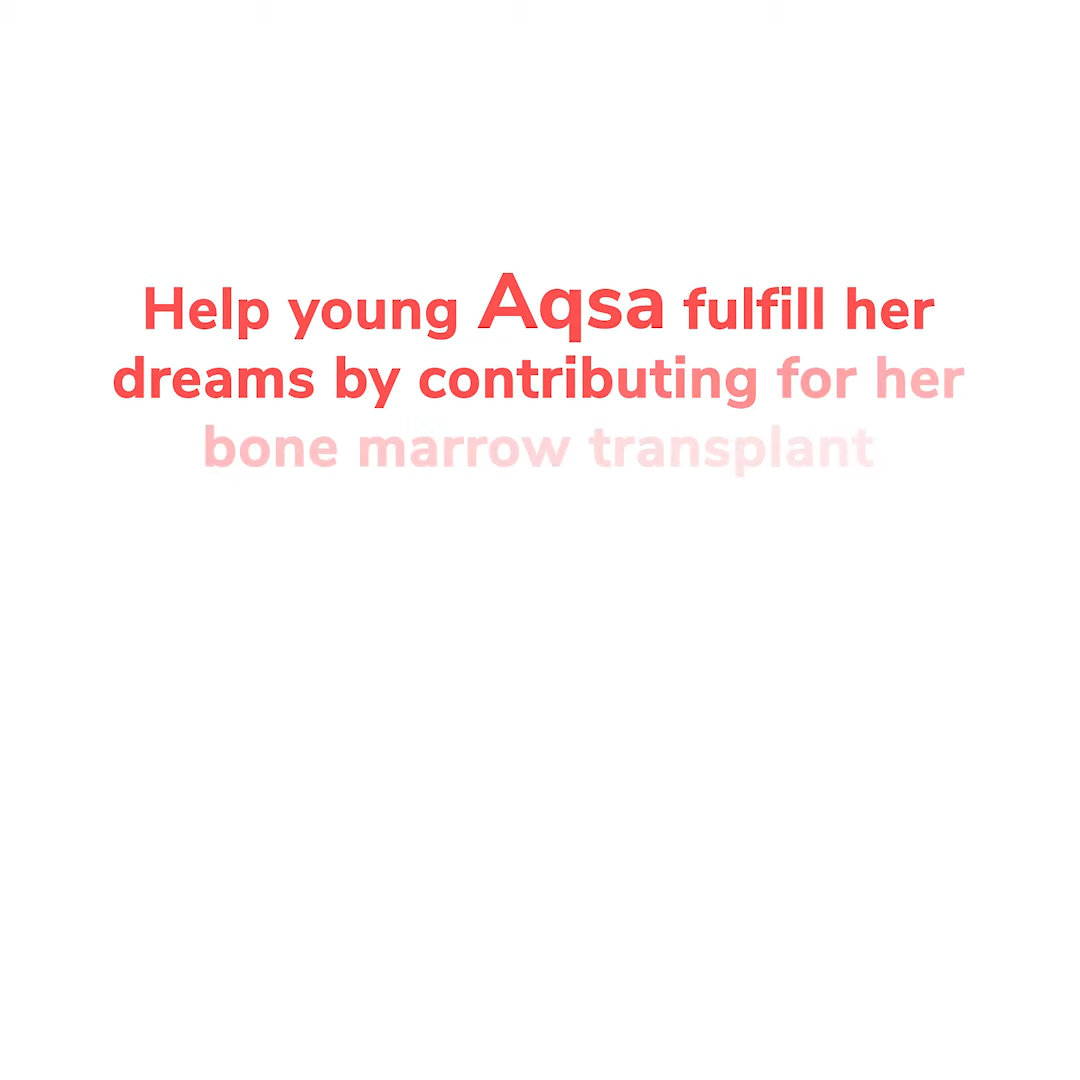 Help young Aqsa fulfill her
dreams by contributing for her
bone marrow transplant